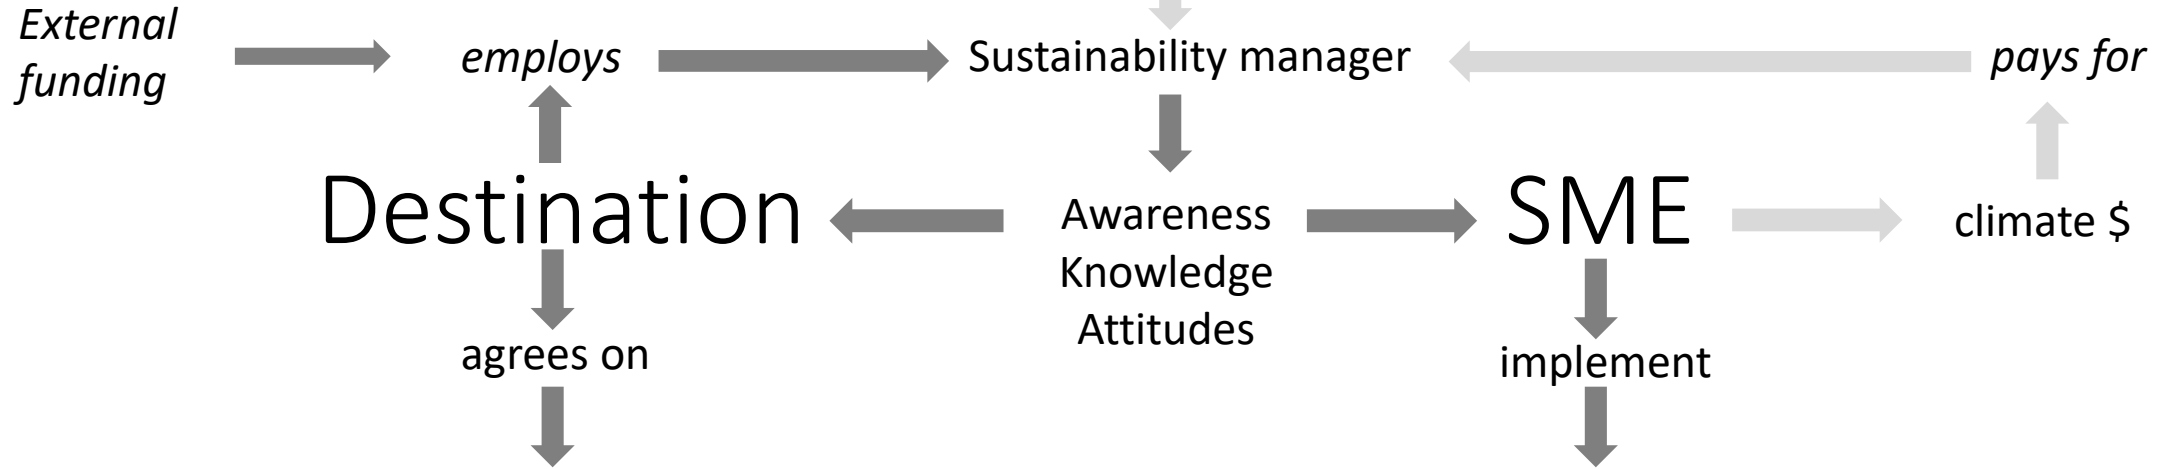 External
funding
employs
Sustainability manager
pays for
Destination
Awareness
Knowledge
Attitudes
SME
climate $
agrees on
implement